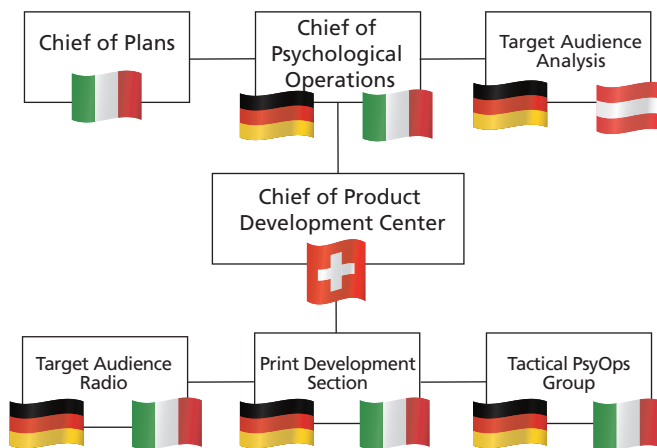 Chief of Plans
Chief of
Psychological
Operations
Target Audience
Analysis
Chief of Product
Development Center
Target Audience
Radio
Print Development
Section
Tactical PsyOps
Group